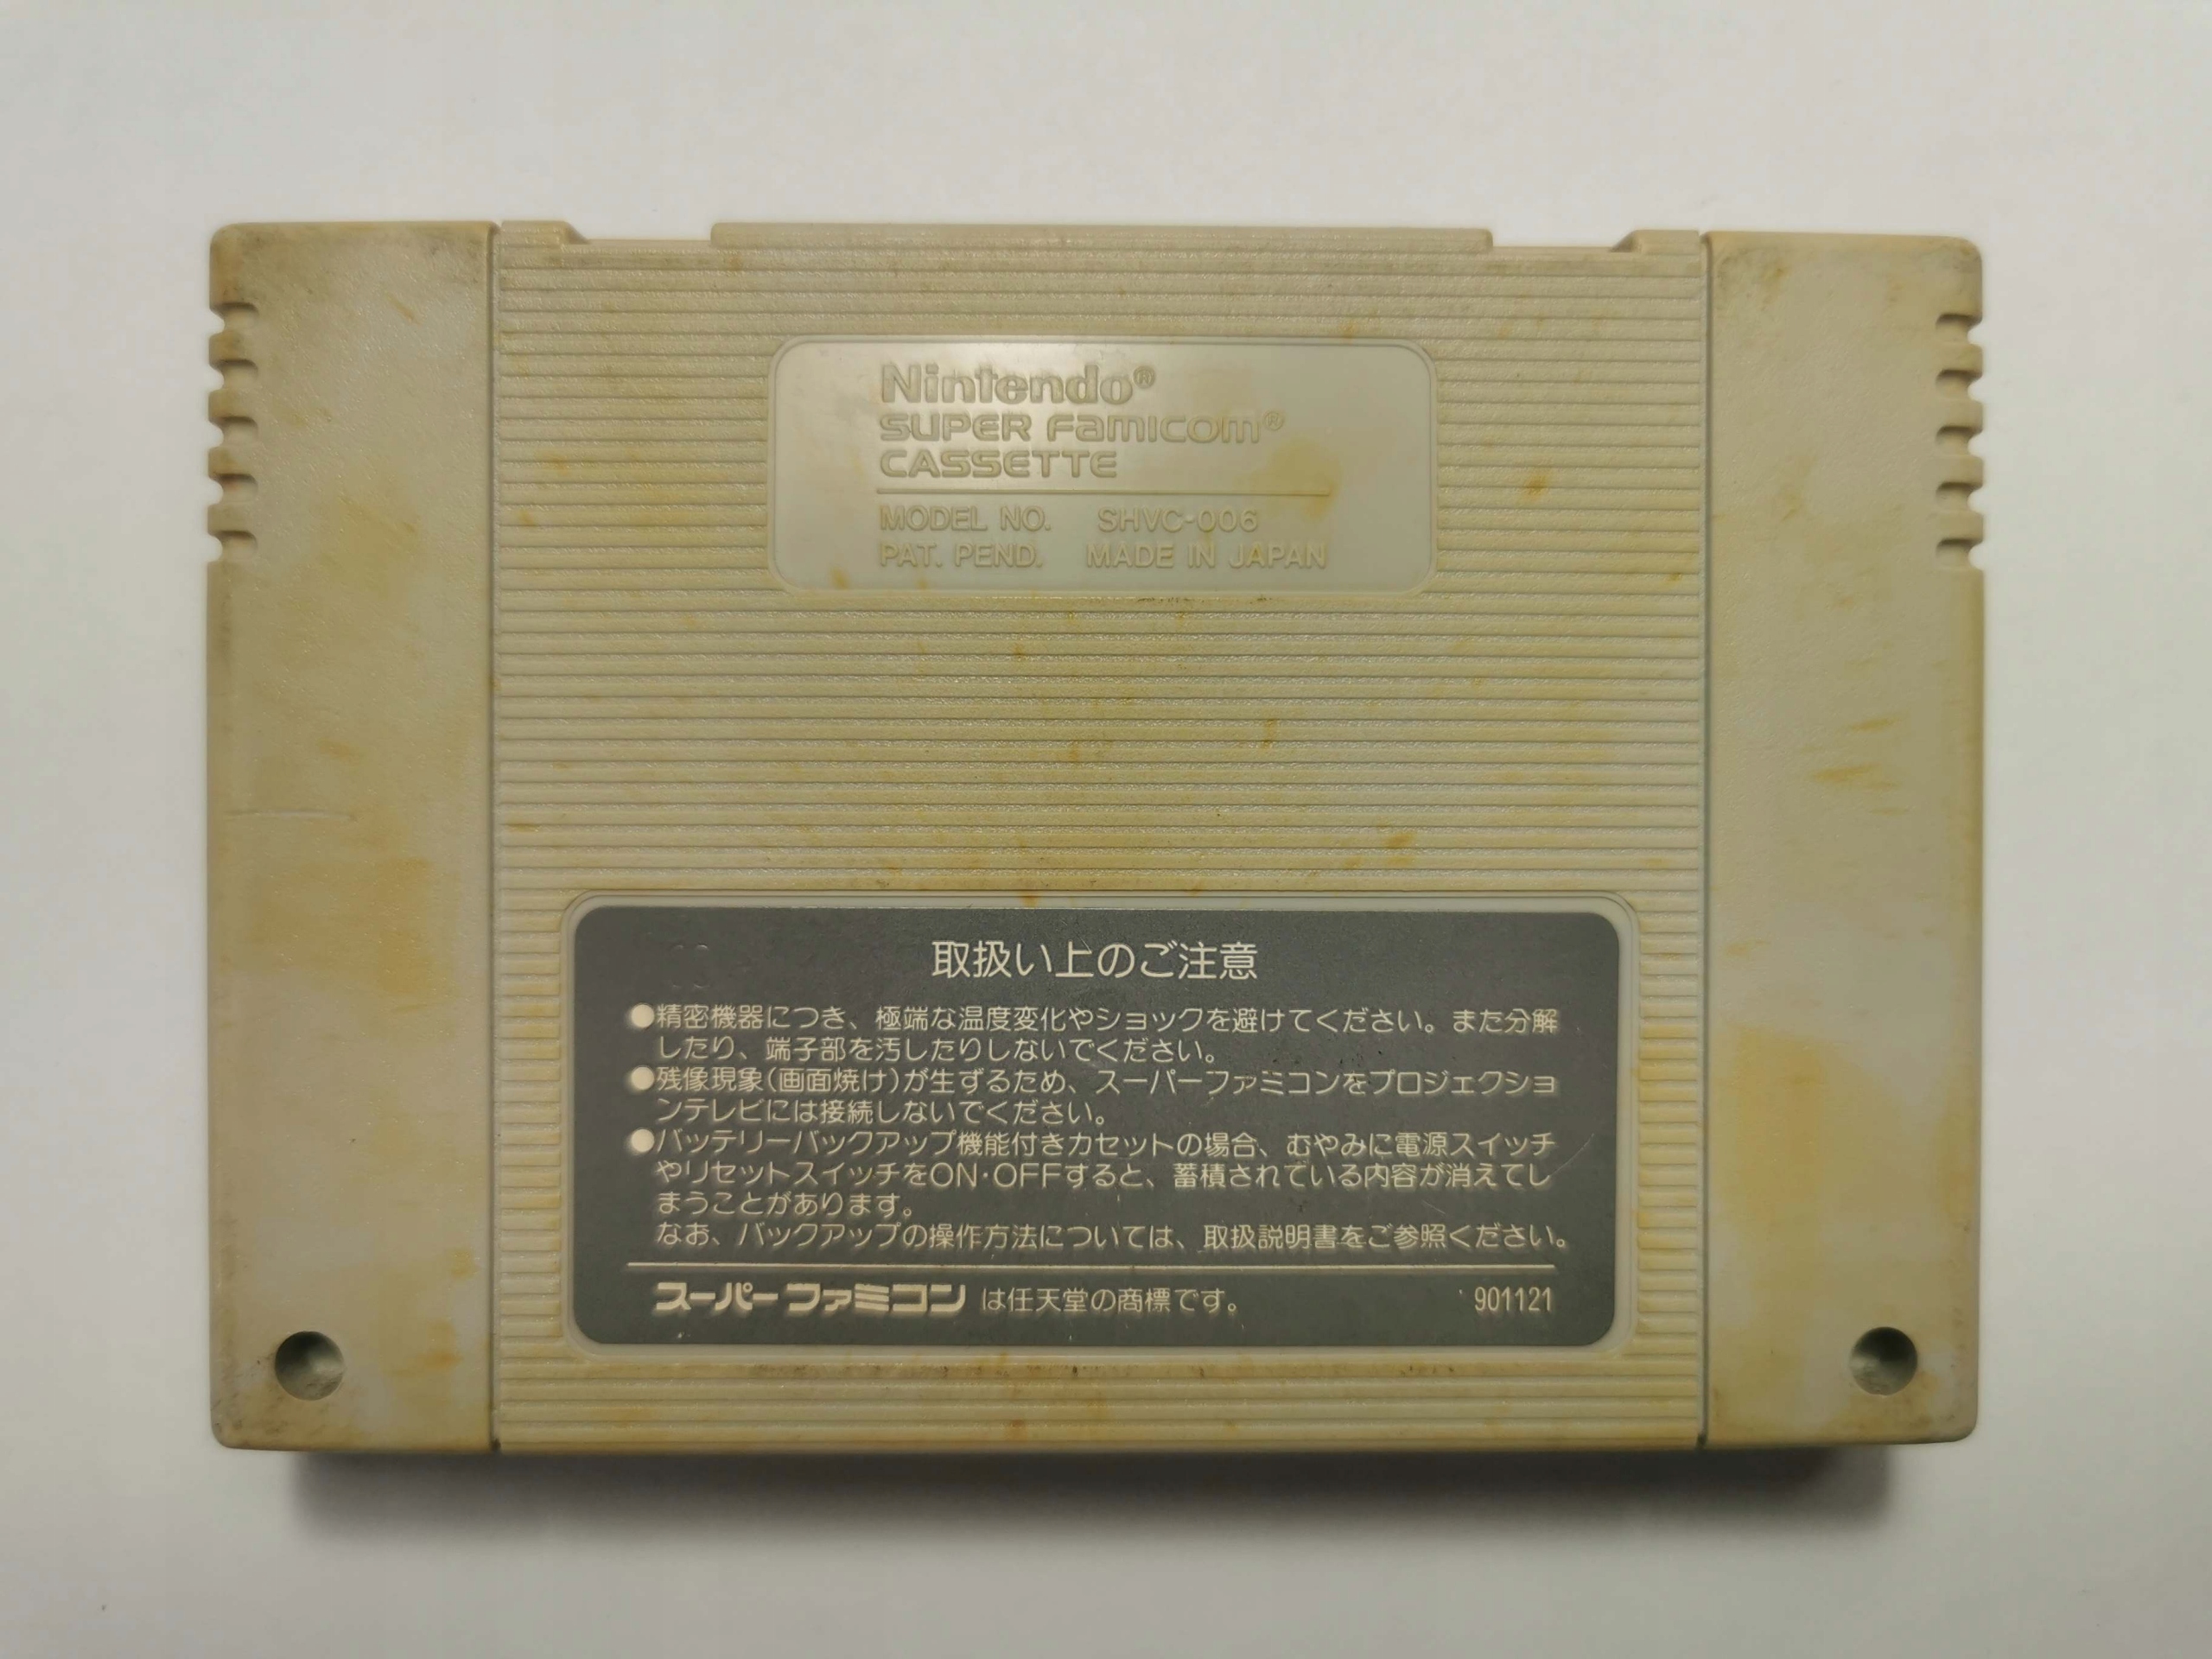 Nintendo®
SUPER Famicom®
CASSETTE
MODEL NO. SHVC-006
PAT. PEND. MADE IN JAPAN
取扱い上のご注意
●精密機器につき、極端な温度変化やショックを避けてください。また分解
したり、端子部を汚したりしないでください。
●残像現象(画面焼け)が生ずるため、スーパーファミコンをプロジェクショ
ンテレビには接続しないでください。
●バッテリーバックアップ機能付きカセットの場合、むやみに電源スイッチ
やリセットスイッチをON・OFFすると、蓄積されている内容が消えてし
まうことがあります。
なお、バックアップの操作方法については、取扱説明書をご参照ください。
スーパーファミコン は任天堂の商標です。 901121